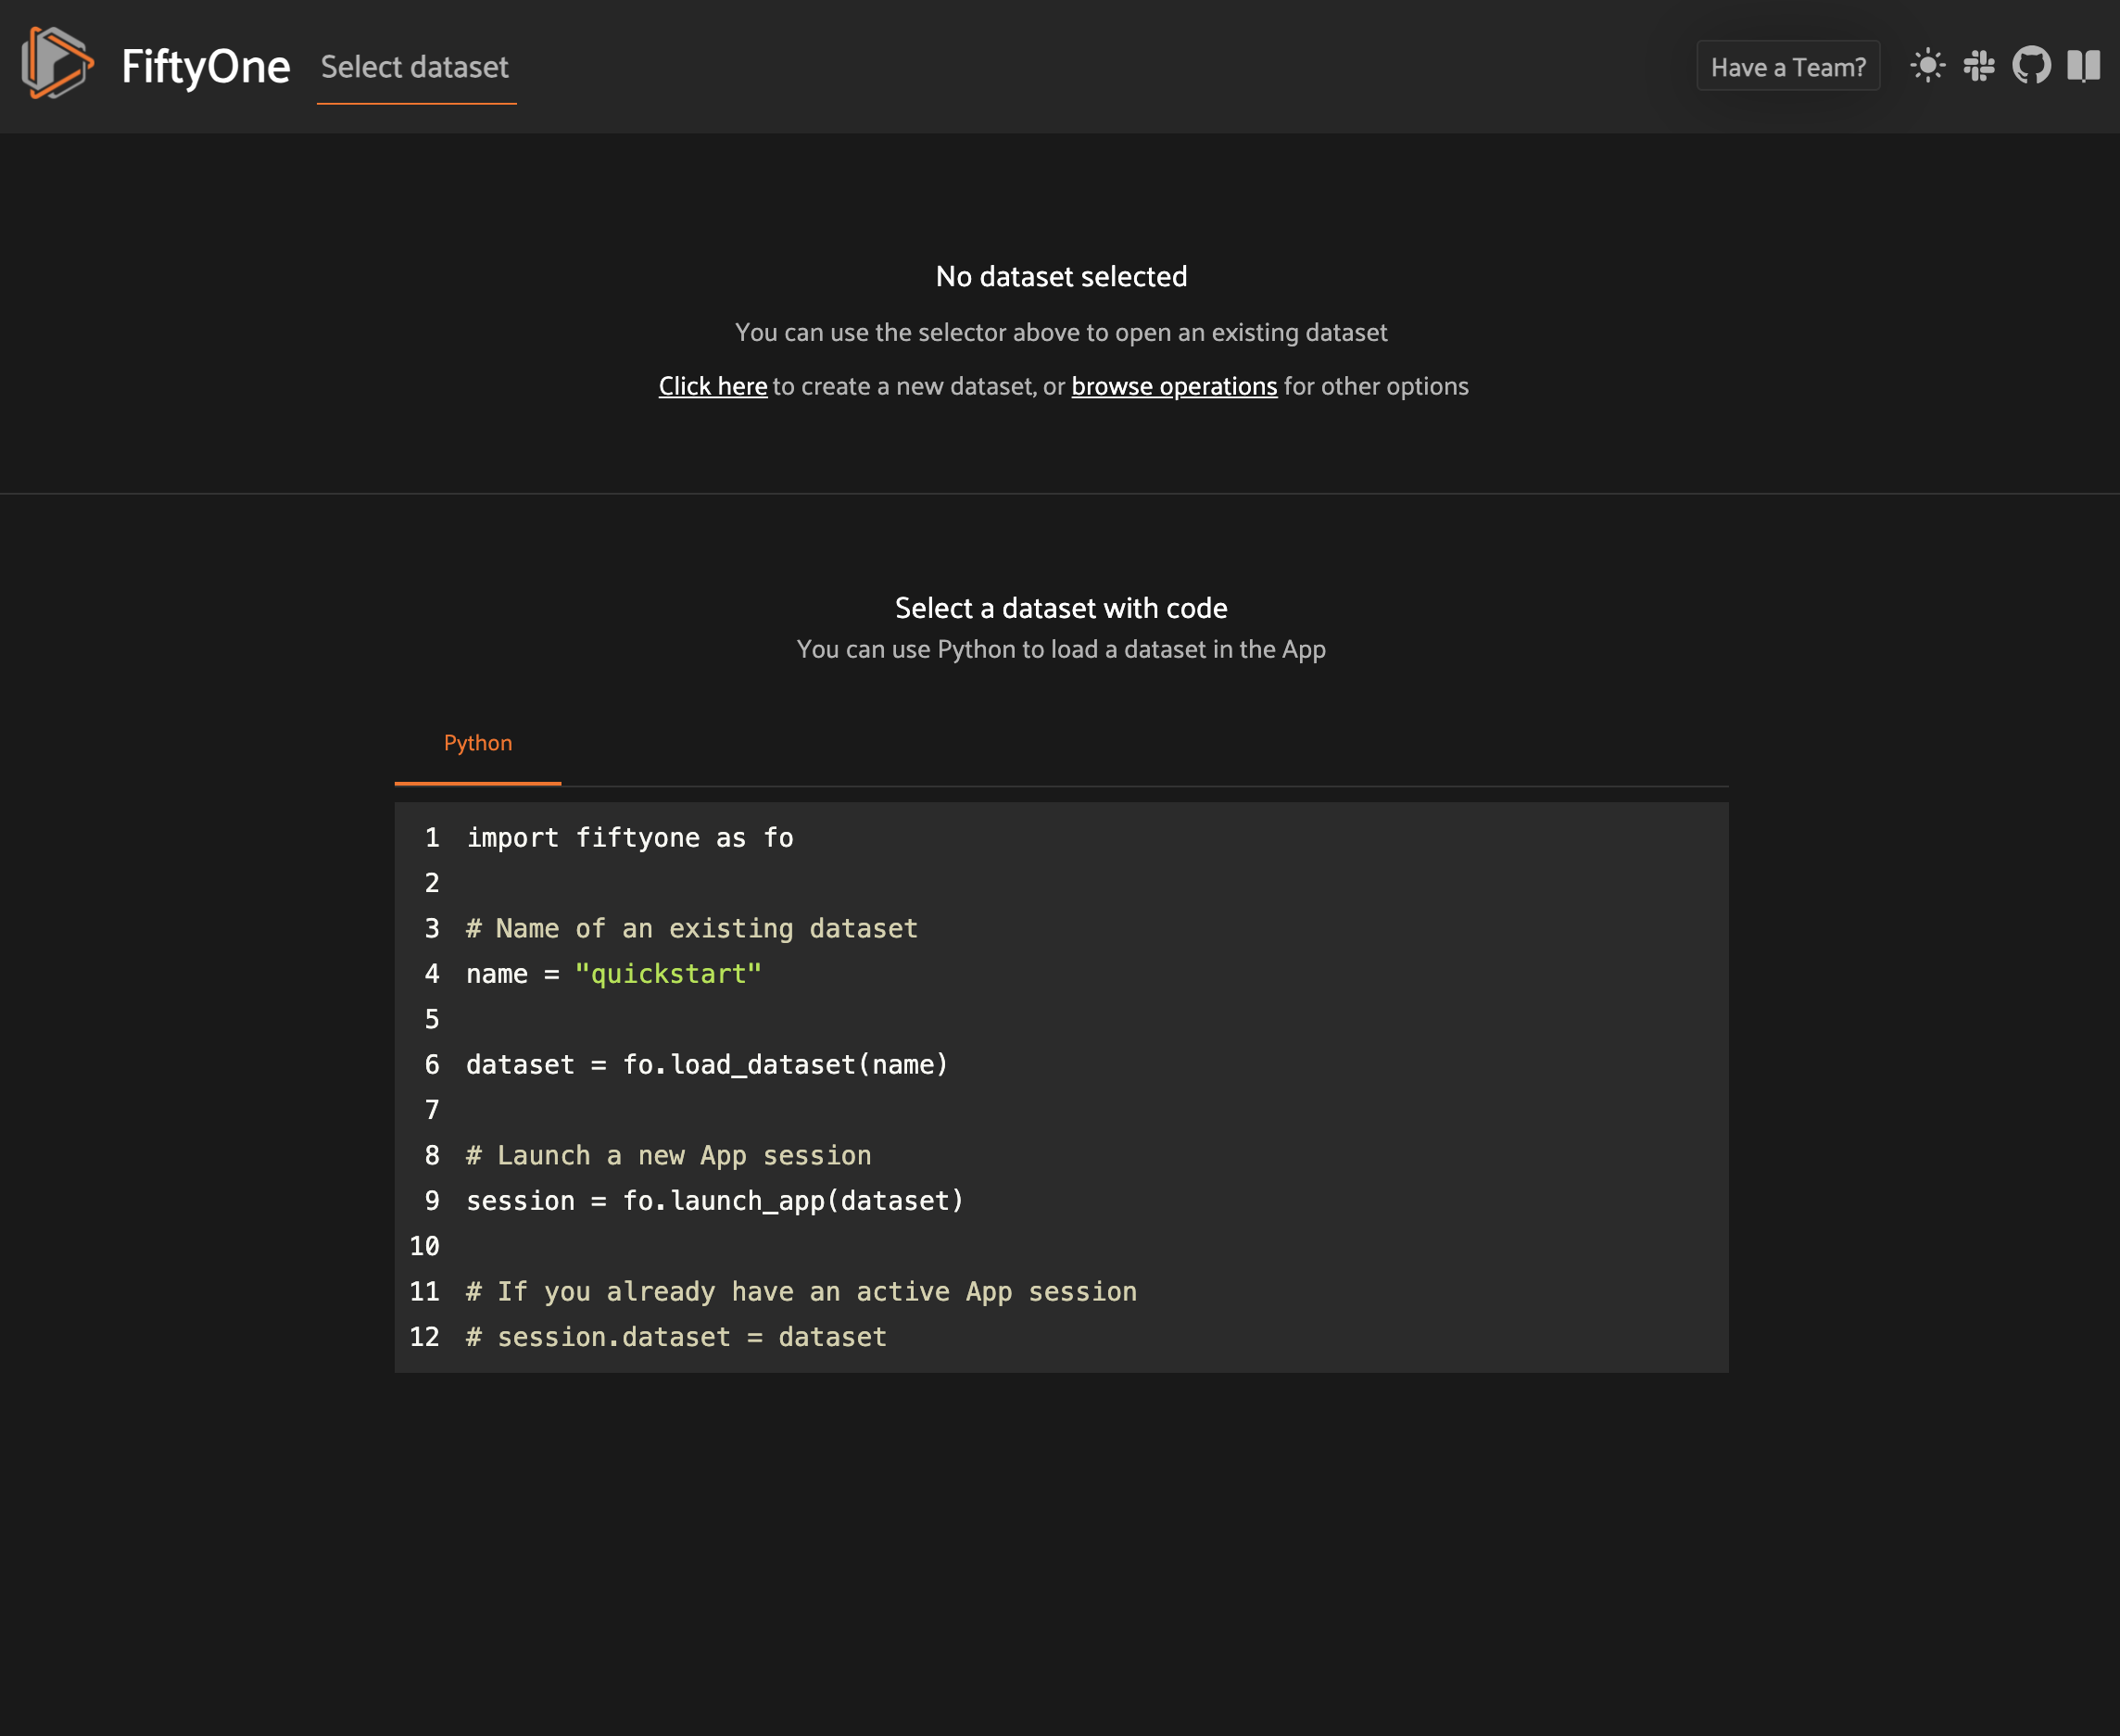 FiftyOne Select dataset Have a Team?
No dataset selected
You can use the selector above to open an existing dataset
Click here to create a new dataset, or browse operations for other options
Select a dataset with code
You can use Python to load a dataset in the App
Python
1 import fiftyone as fo
2
3 # Name of an existing dataset
4 name = "quickstart"
5
6 dataset = fo.load_dataset(name)
7
8 # Launch a new App session
9 session = fo.launch_app(dataset)
10
11 # If you already have an active App session
12 # session.dataset = dataset